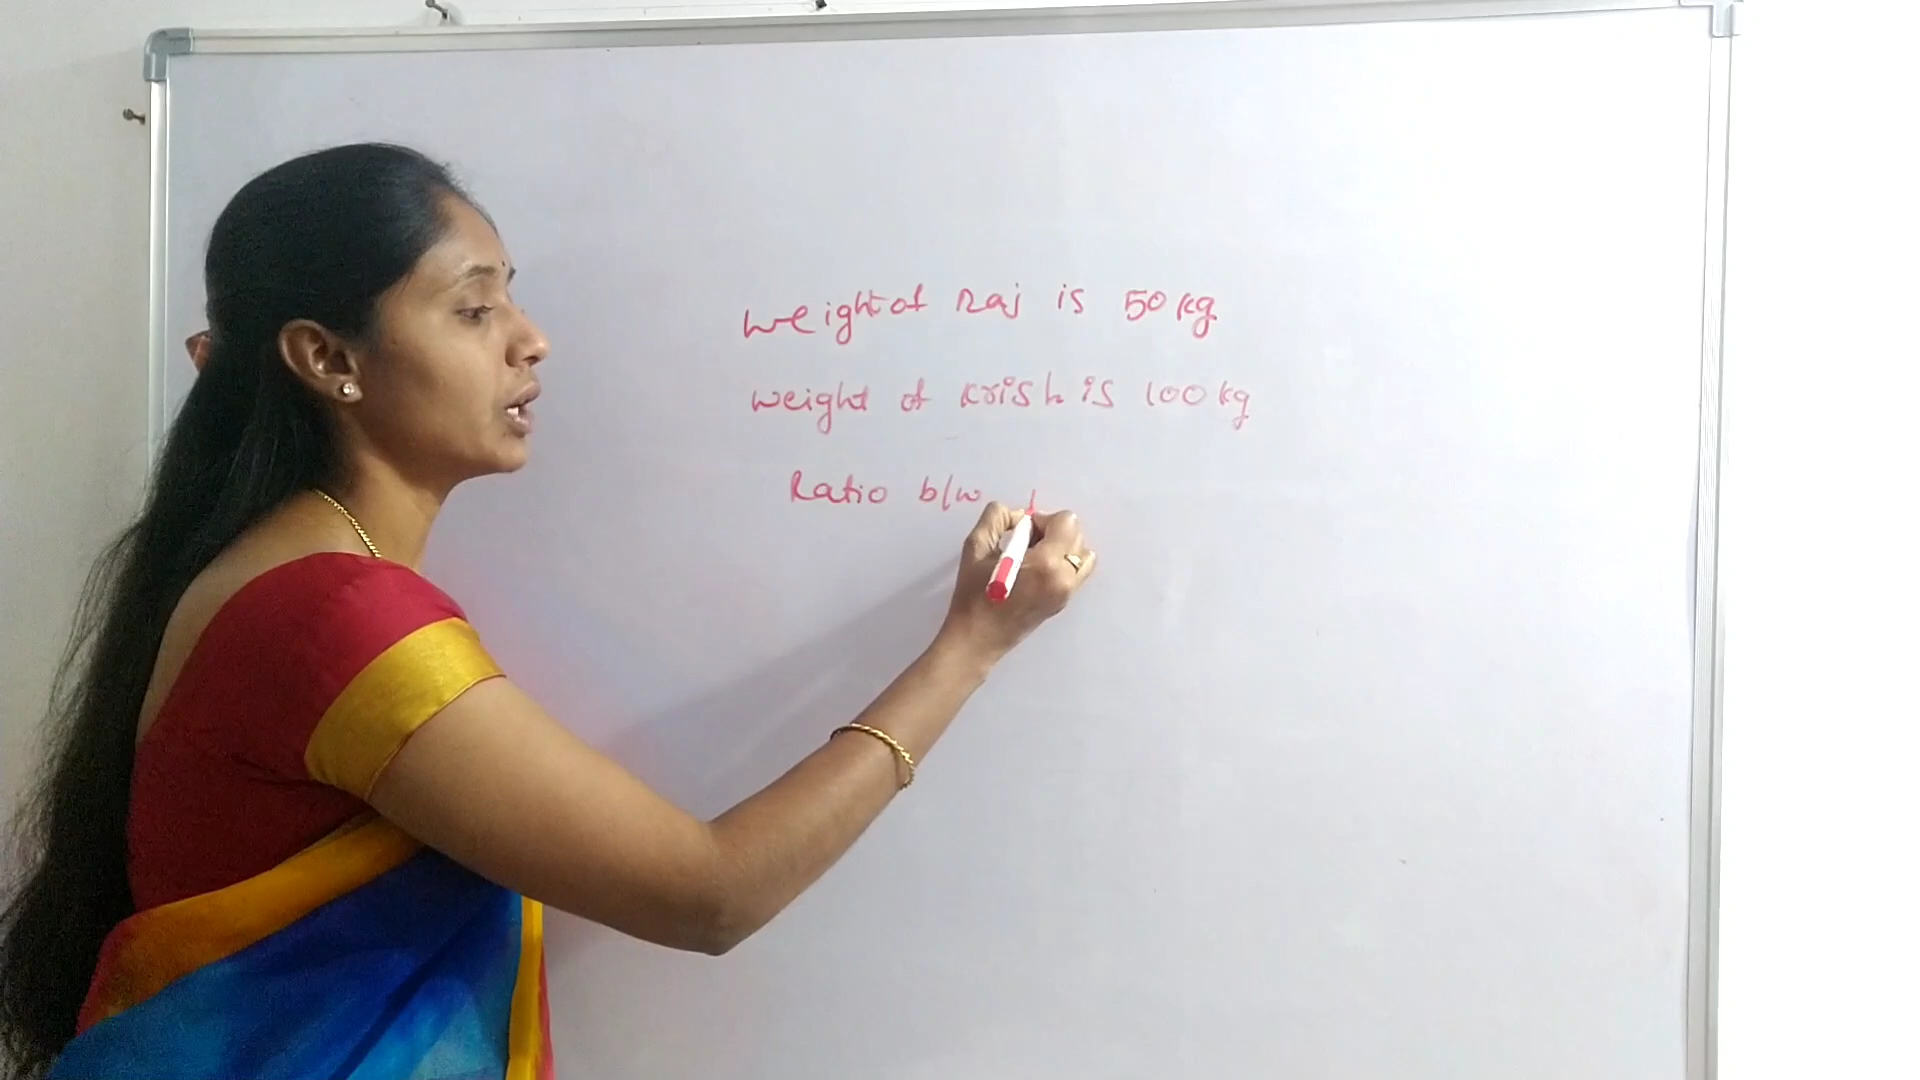 weight of Raj is 50 kg
weight of krish is 100 kg
Ratio b/w